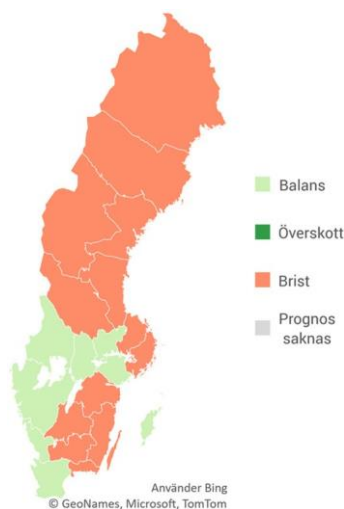 Balans
Överskott
Brist
Prognos
saknas
Använder Bing
© GeoNames, Microsoft, TomTom